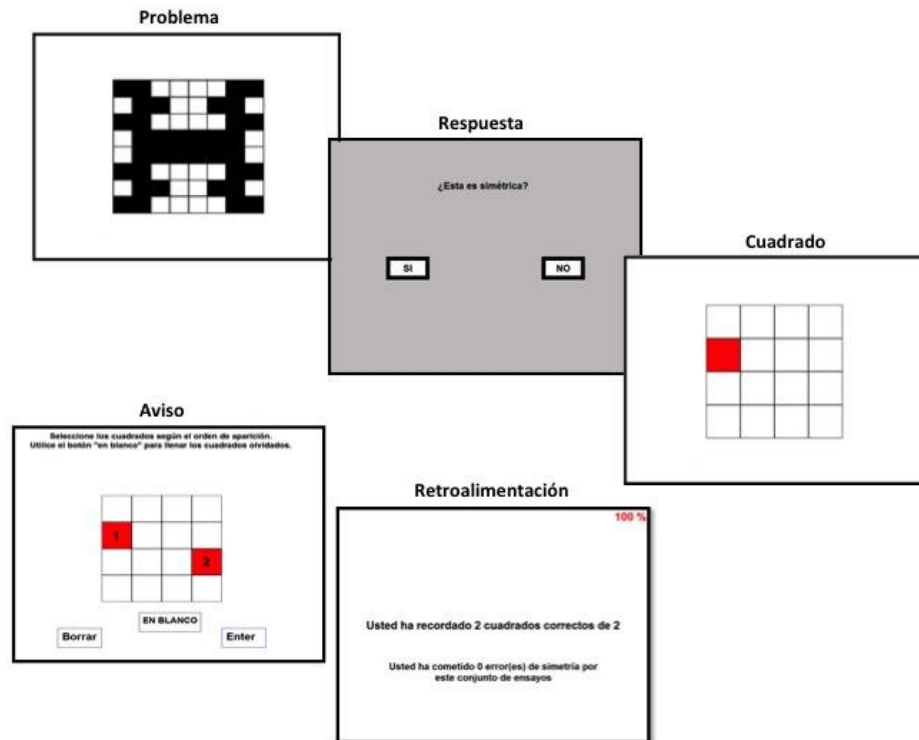 Problema
Respuesta
¿Esta es simétrica?
SI
NO
Cuadrado
Aviso
Seleccione los cuadrados según el orden de aparición.
Utilice el botón "en blanco" para llenar los cuadrados olvidados.
1
2
EN BLANCO
Borrar
Enter
Retroalimentación
100 %
Usted ha recordado 2 cuadrados correctos de 2
Usted ha cometido 0 error(es) de simetría por
este conjunto de ensayos